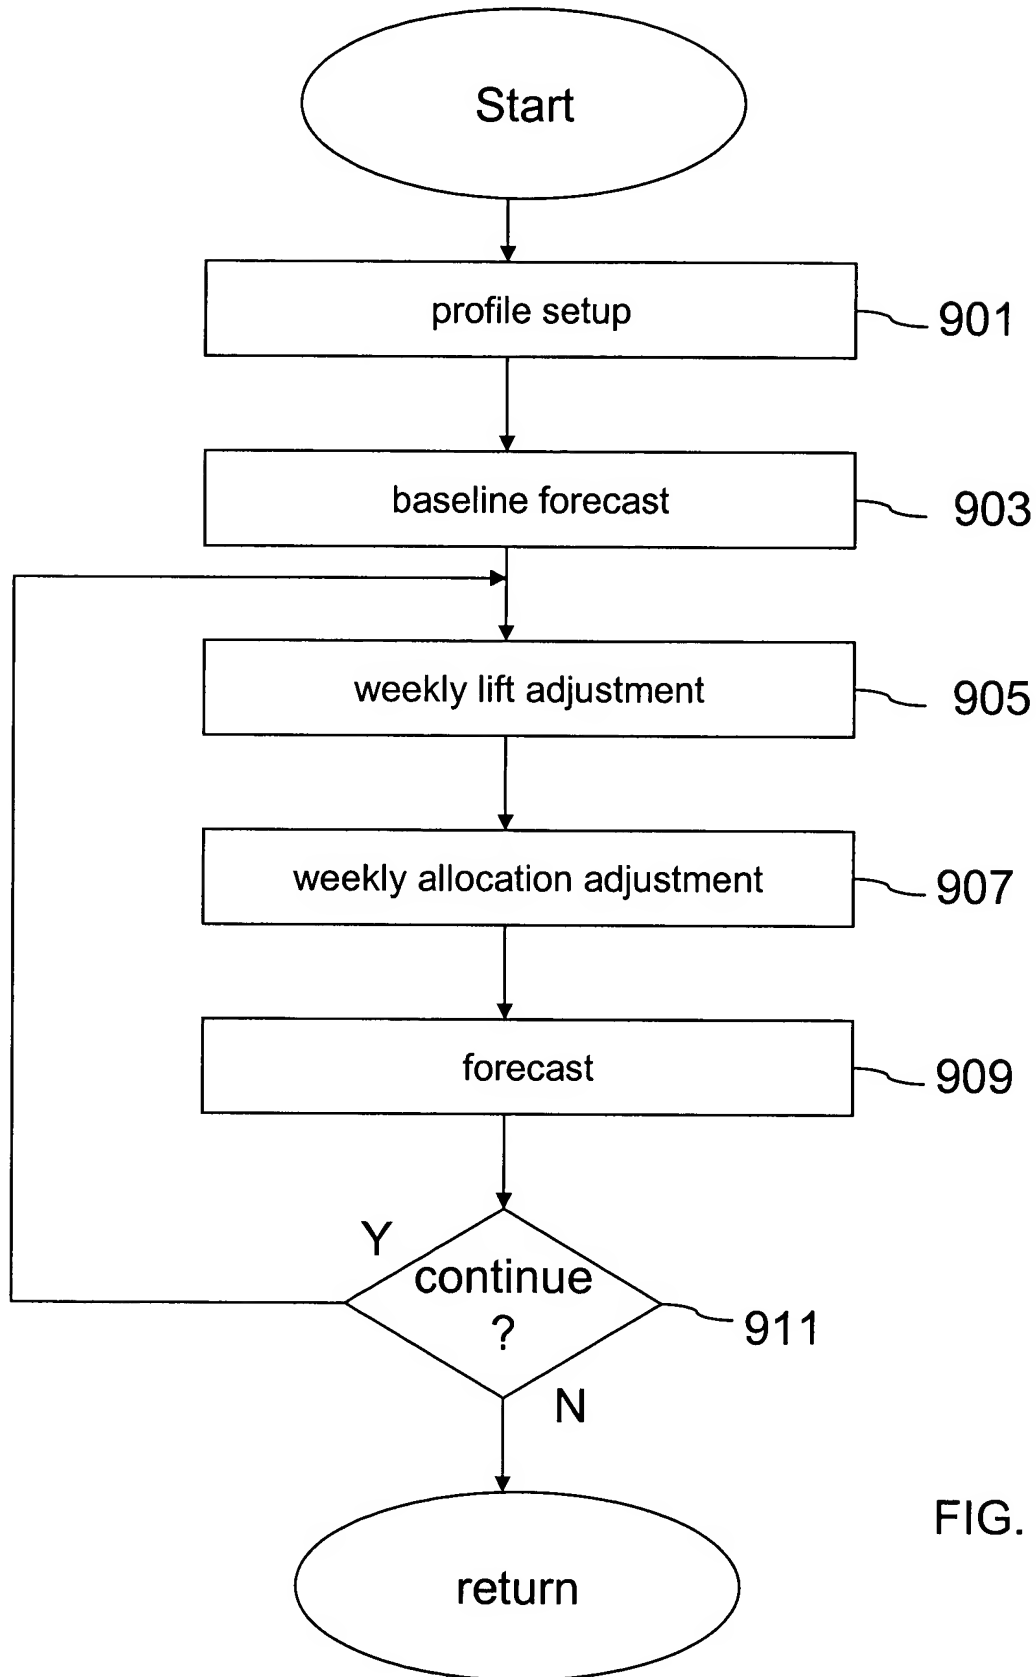 Start
profile setup
901
baseline forecast
903
weekly lift adjustment
905
weekly allocation adjustment
907
forecast
909
Y
continue
?
911
N
FIG.
return